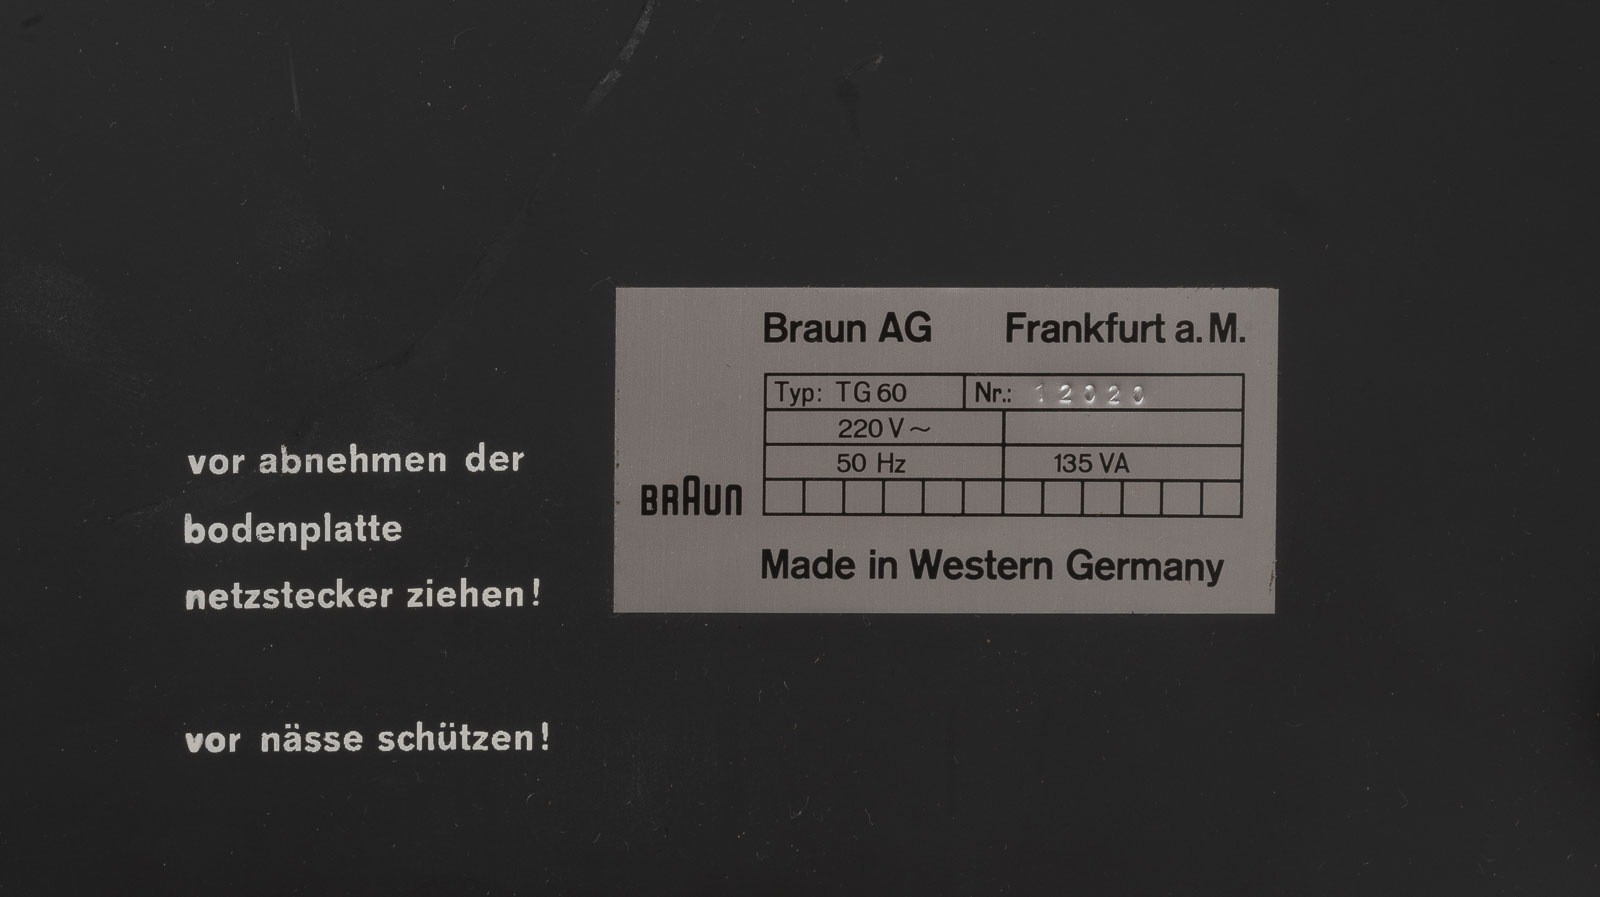 vor abnehmen der
bodenplatte
netzstecker ziehen!
vor nässe schützen!
Braun AG Frankfurt a. M.
Typ: TG 60 Nr.: 12020
220 V ~
50 Hz 135 VA
BRAUN
Made in Western Germany